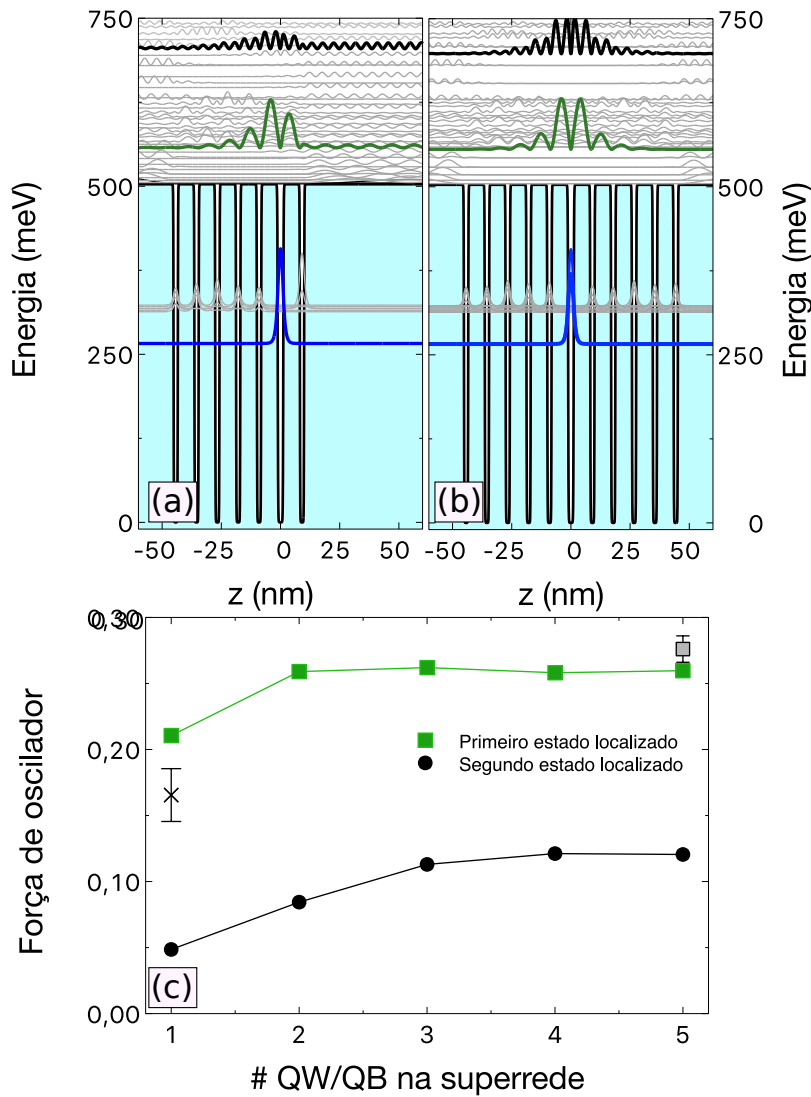 750
500
250
0
Energia (meV)
(a)
-50
-25
0
25
50
z (nm)
750
500
250
0
Energia (meV)
(b)
-50
-25
0
25
50
z (nm)
0,30
0,30
0,20
0,10
0,00
Força de oscilador
Primeiro estado localizado
Segundo estado localizado
(c)
1
2
3
4
5
# QW/QB na superrede